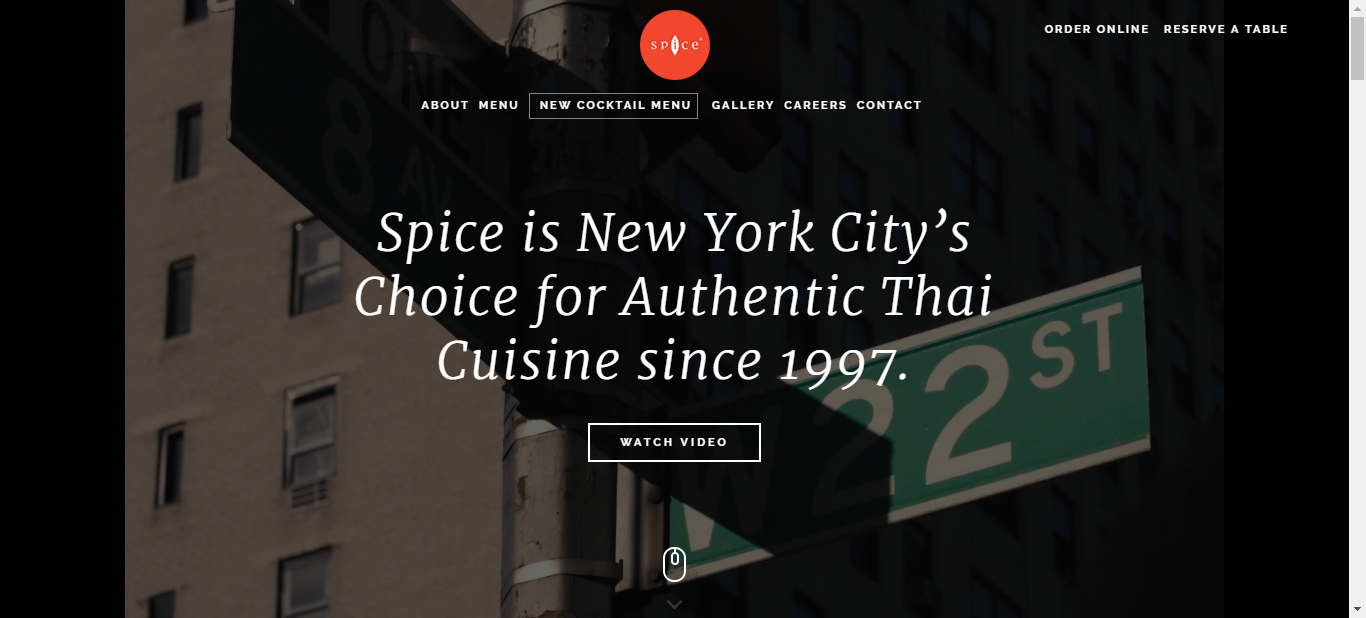 spice
ORDER ONLINE RESERVE A TABLE
ABOUT MENU NEW COCKTAIL MENU GALLERY CAREERS CONTACT
Spice is New York City’s
Choice for Authentic Thai
Cuisine since 1997.
WATCH VIDEO
ONE
8 AV
W 22 ST